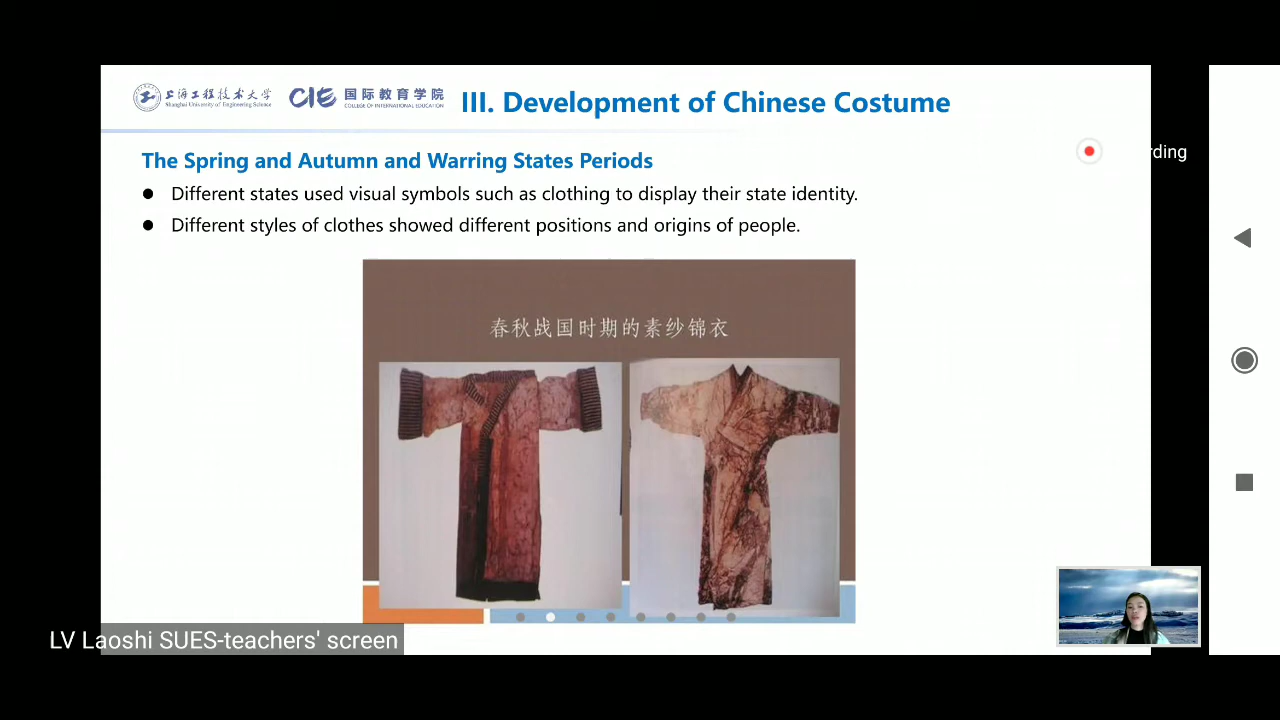 上海工程技术大学
Shanghai University of Engineering Science
CIE
国际教育学院
COLLEGE OF INTERNATIONAL EDUCATION
III. Development of Chinese Costume
The Spring and Autumn and Warring States Periods
rding
● Different states used visual symbols such as clothing to display their state identity.
● Different styles of clothes showed different positions and origins of people.
春秋战国时期的素纱锦衣
LV Laoshi SUES-teachers' screen